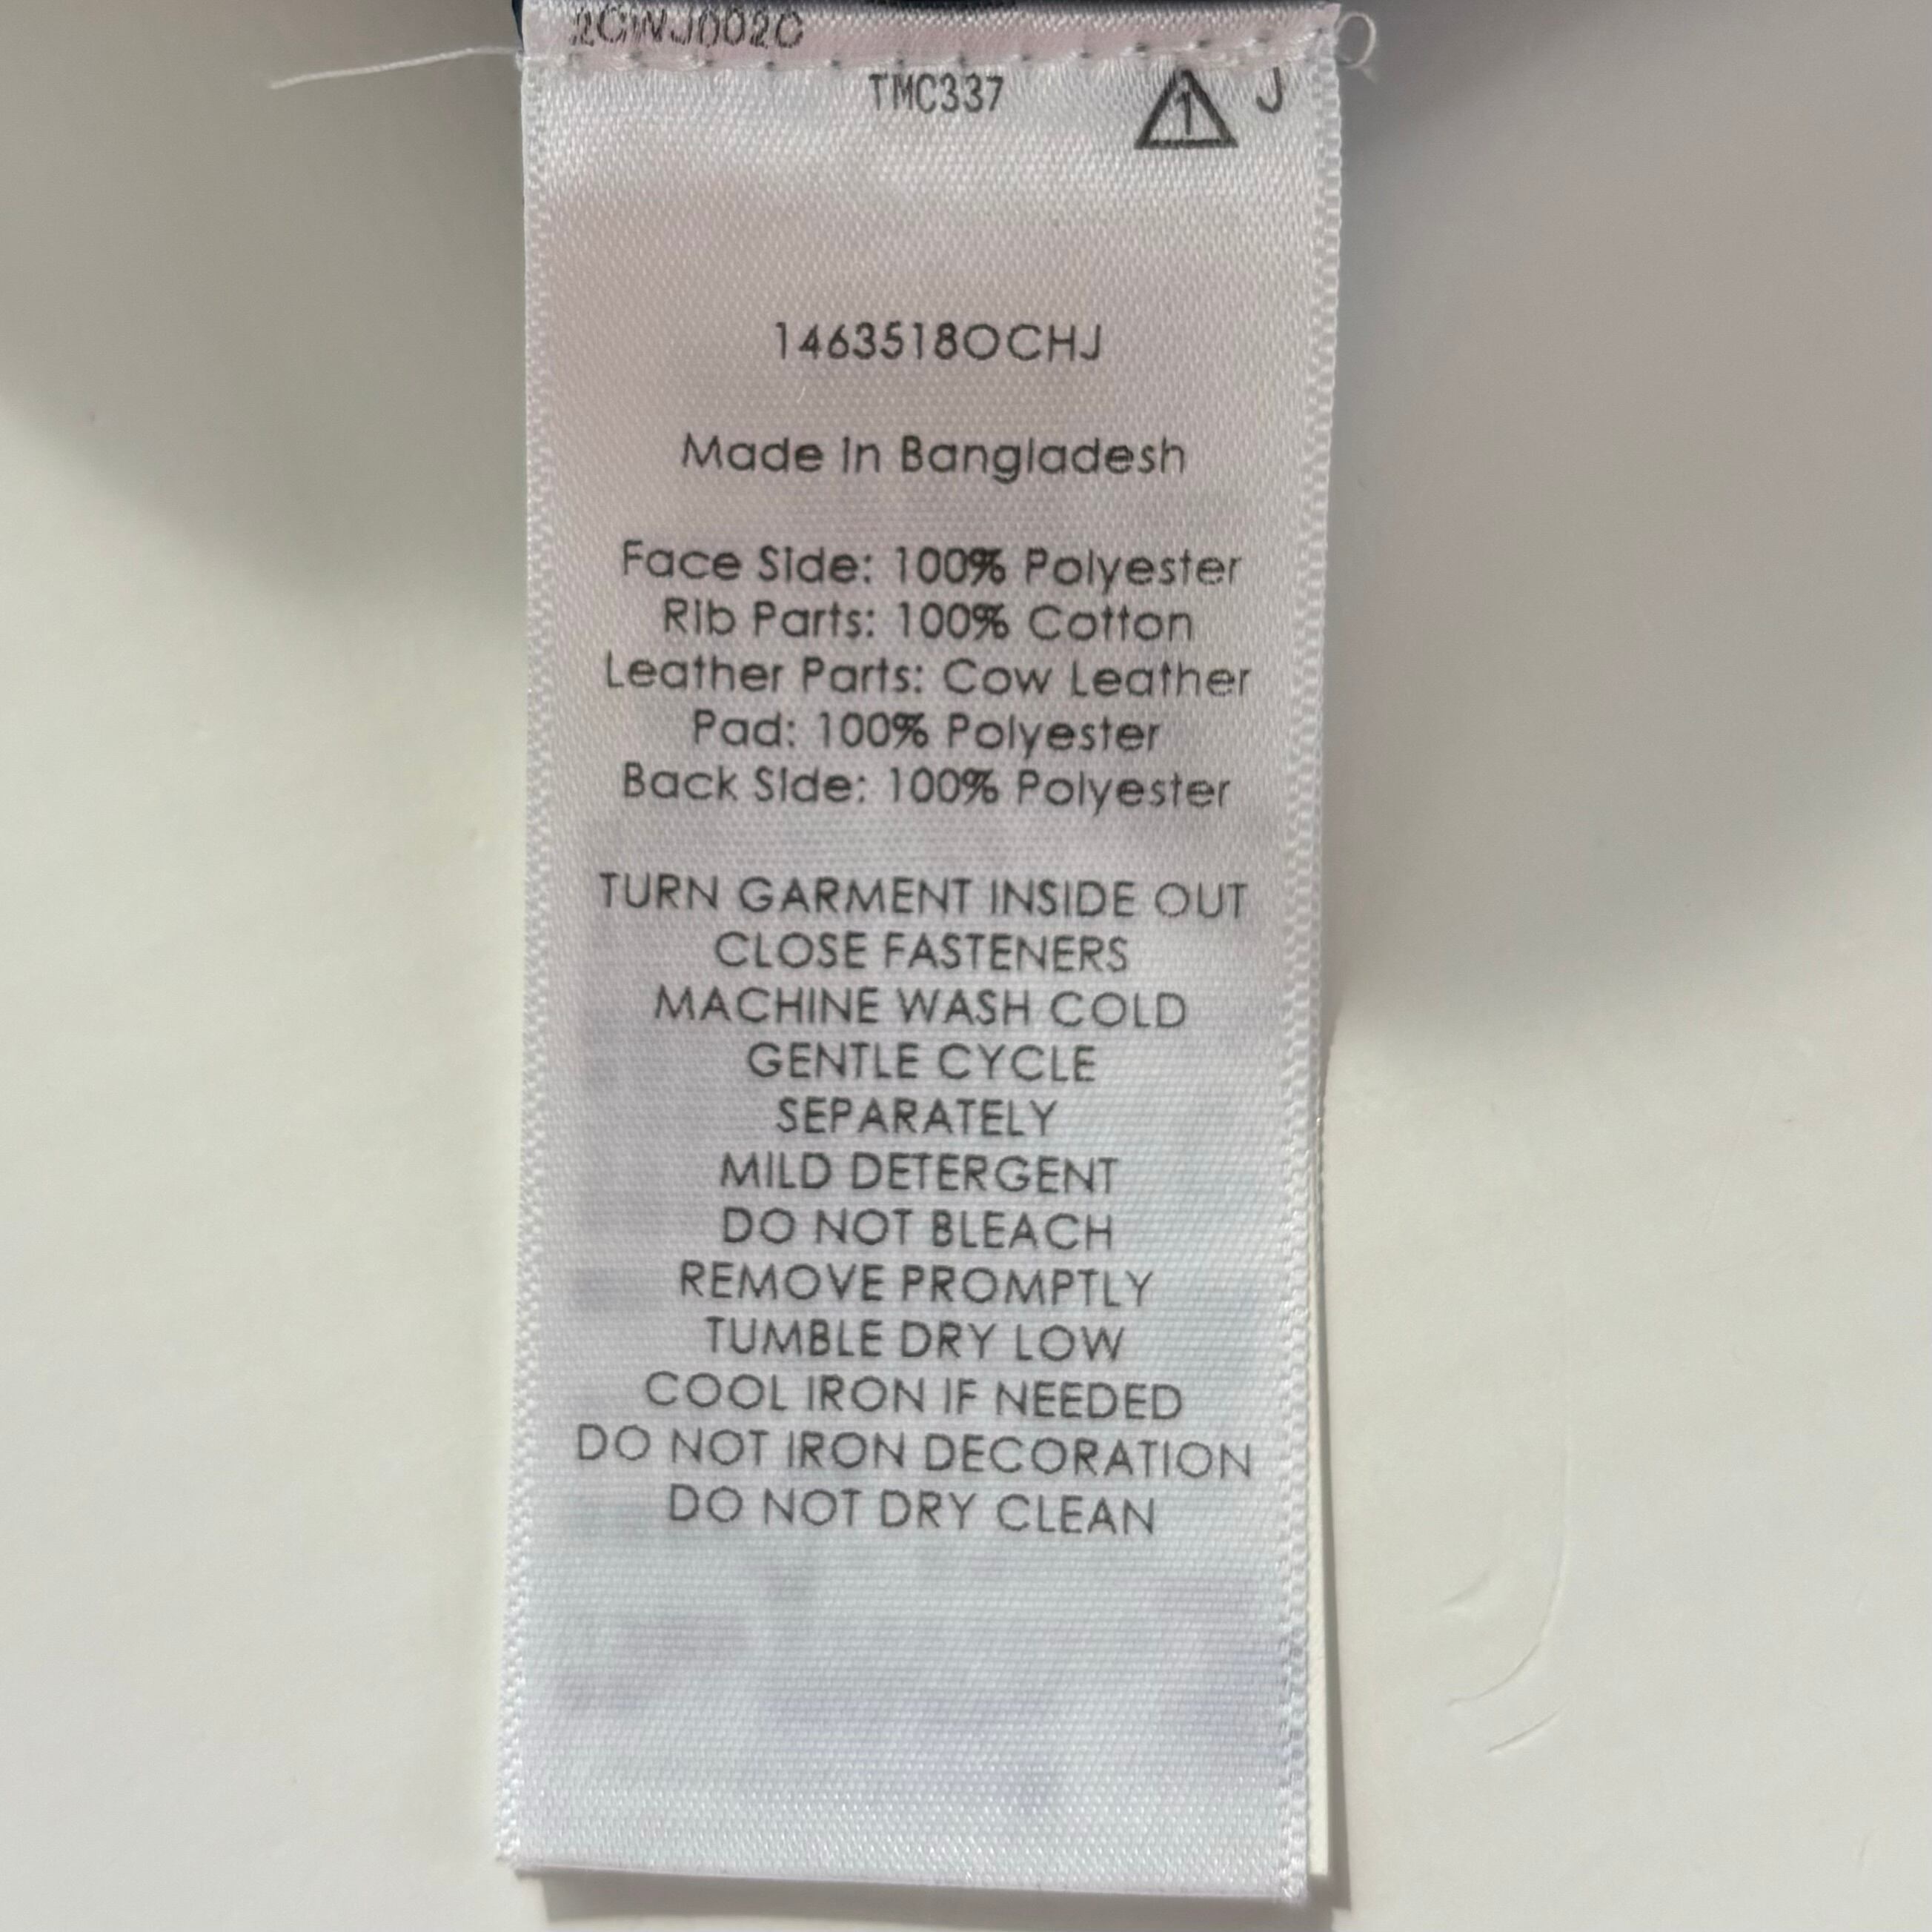 2CWJ002C
TMC337 1 J
1463518OCHJ
Made In Bangladesh
Face Side: 100% Polyester
Rib Parts: 100% Cotton
Leather Parts: Cow Leather
Pad: 100% Polyester
Back Side: 100% Polyester
TURN GARMENT INSIDE OUT
CLOSE FASTENERS
MACHINE WASH COLD
GENTLE CYCLE
SEPARATELY
MILD DETERGENT
DO NOT BLEACH
REMOVE PROMPTLY
TUMBLE DRY LOW
COOL IRON IF NEEDED
DO NOT IRON DECORATION
DO NOT DRY CLEAN